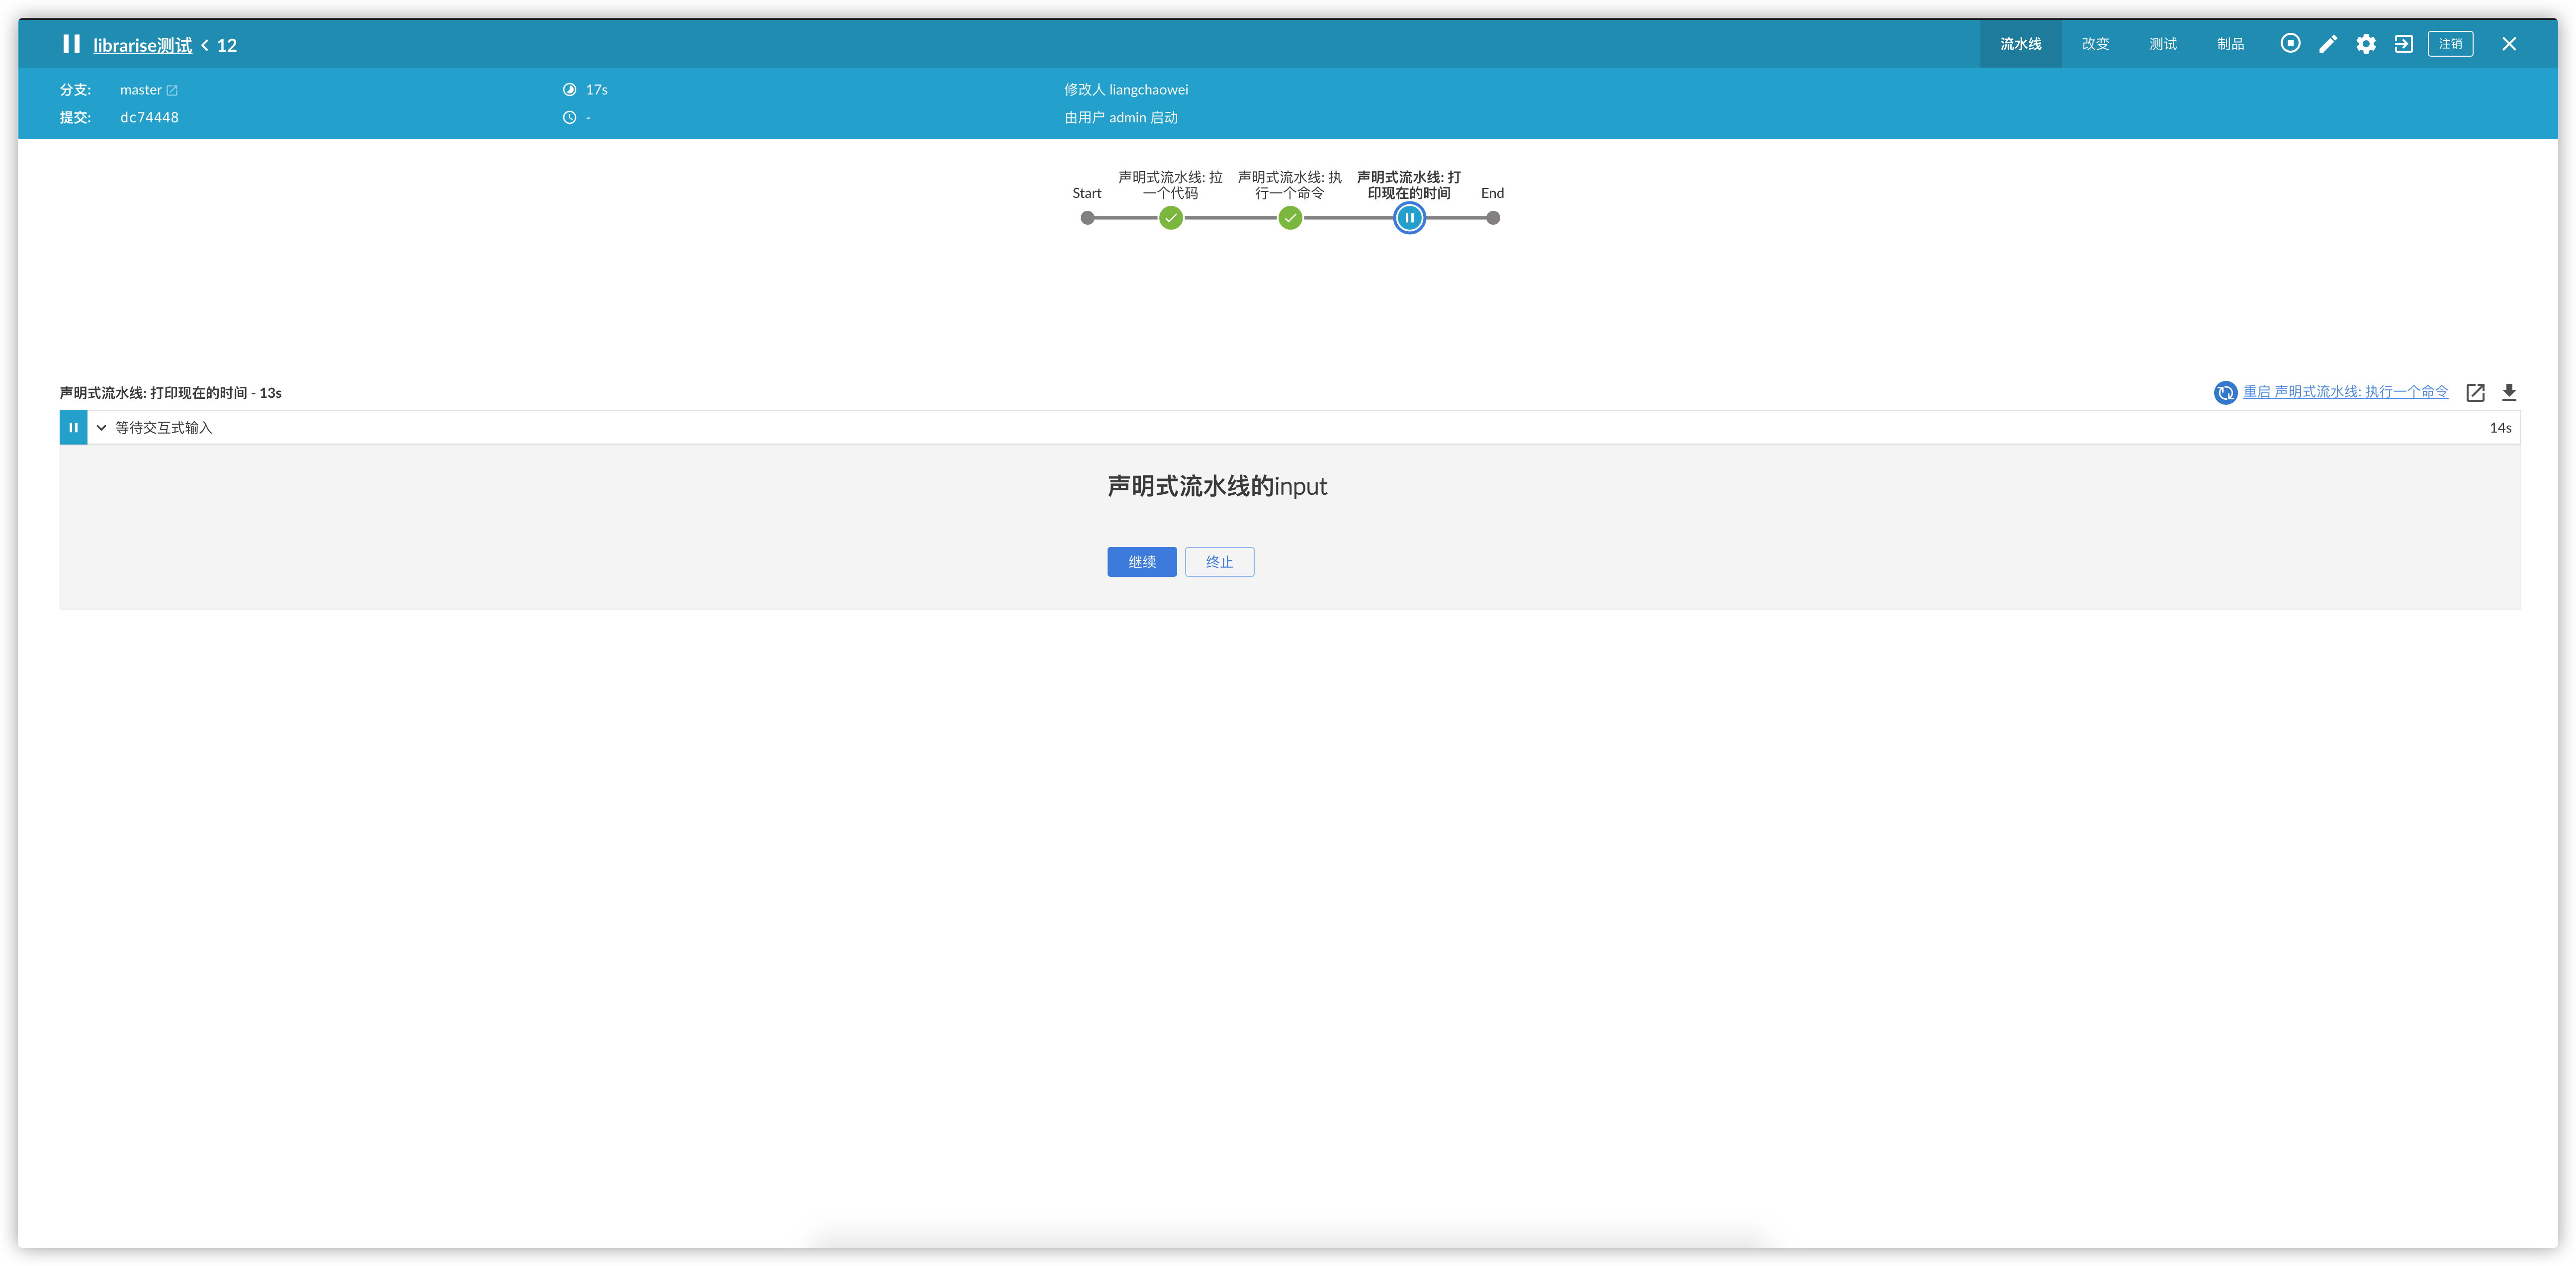 librarise测试 < 12
流水线 改变 测试 制品 注销
分支: master 17s 修改人 liangchaowei
提交: dc74448 - 由用户 admin 启动
Start
声明式流水线: 拉
一个代码
声明式流水线: 执
行一个命令
声明式流水线: 打
印现在的时间
End
声明式流水线: 打印现在的时间 - 13s
重启 声明式流水线: 执行一个命令
等待交互式输入 14s
声明式流水线的input
继续 终止